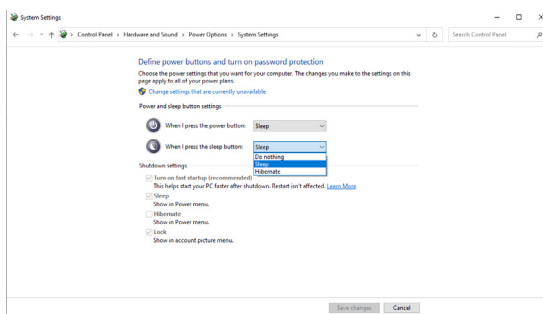 System Settings
Control Panel > Hardware and Sound > Power Options > System Settings
Search Control Panel
Define power buttons and turn on password protection
Choose the power settings that you want for your computer. The changes you make to the settings on this
page apply to all of your power plans.
Change settings that are currently unavailable
Power and sleep button settings
When I press the power button: Sleep
When I press the sleep button: Sleep
Do nothing
Sleep
Hibernate
Shutdown settings
Turn on fast startup (recommended)
This helps start your PC faster after shutdown. Restart isn't affected. Learn More
Sleep
Show in Power menu.
Hibernate
Show in Power menu.
Lock
Show in account picture menu.
Save changes Cancel